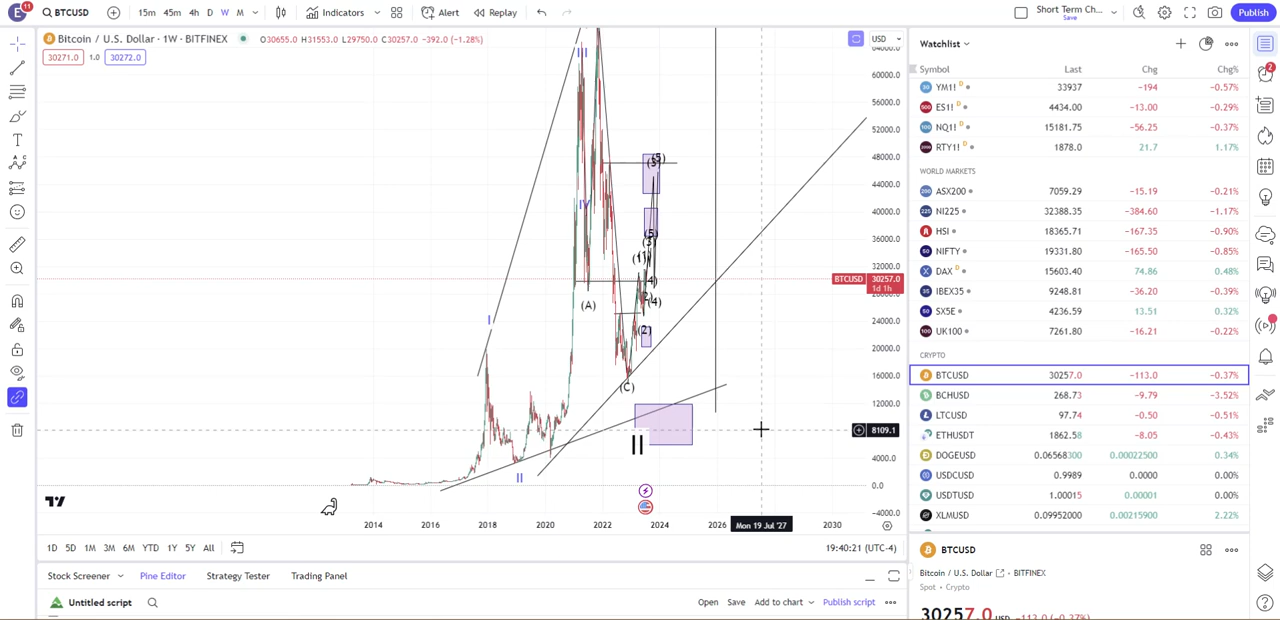 E 11 BTCUSD 15m 45m 4h D W M Indicators Alert Replay Short Term Ch... Save Publish
Bitcoin / U.S. Dollar · 1W · BITFINEX O30655.0 H31553.0 L29750.0 C30257.0 −392.0 (−1.28%)
30271.0 1.0 30272.0
USD
64000.0
60000.0
56000.0
52000.0
48000.0
44000.0
40000.0
36000.0
32000.0
BTCUSD 30257.0
1d 1h
24000.0
20000.0
16000.0
12000.0
8109.1
4000.0
0.0
−4000.0
III
IV
I
(A)
(5)
(5)
(4)
(4)
(2)
(C)
II
II
2014 2016 2018 2020 2022 2024 2026 Mon 19 Jul '27 2030
1D 5D 1M 3M 6M YTD 1Y 5Y All 19:40:21 (UTC-4)
Stock Screener Pine Editor Strategy Tester Trading Panel
Untitled script Open Save Add to chart Publish script
Watchlist
Symbol Last Chg Chg%
YM1! D 33937 −194 −0.57%
ES1! D 4434.00 −13.00 −0.29%
NQ1! D 15181.75 −56.25 −0.37%
RTY1! D 1878.0 21.7 1.17%
WORLD MARKETS
ASX200 7059.29 −15.19 −0.21%
NI225 32388.35 −384.60 −1.17%
HSI 18365.71 −167.35 −0.90%
NIFTY 19331.80 −165.50 −0.85%
DAX D 15603.40 74.86 0.48%
IBEX35 9248.81 −36.20 −0.39%
SX5E 4236.59 13.51 0.32%
UK100 7261.80 −16.21 −0.22%
CRYPTO
BTCUSD 30257.0 −113.0 −0.37%
BCHUSD 268.73 −9.79 −3.52%
LTCUSD 97.74 −0.50 −0.51%
ETHUSDT 1862.58 −8.05 −0.43%
DOGEUSD 0.06568300 0.00022500 0.34%
USDCUSD 0.9989 0.0000 0.00%
USDTUSD 1.00015 0.00001 0.00%
XLMUSD 0.09952000 0.00215900 2.22%
BTCUSD
Bitcoin / U.S. Dollar · BITFINEX
Spot · Crypto
30257.0 USD −113.0 (−0.37%)
2